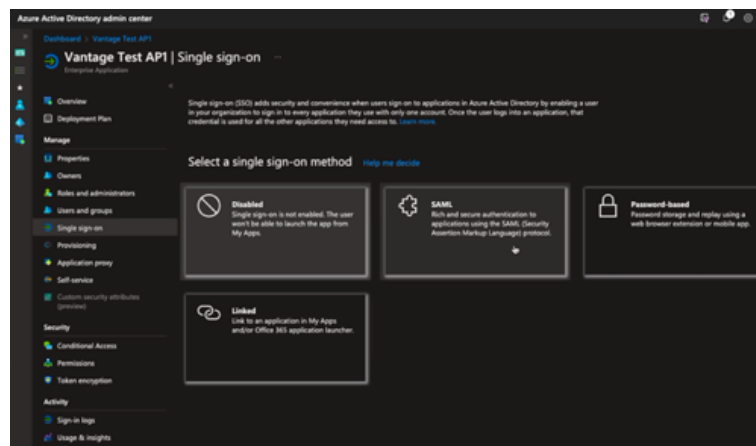 Azure Active Directory admin center
Dashboard > Vantage Test AP1
Vantage Test AP1 | Single sign-on ...
Enterprise Application
Overview
Deployment Plan
Manage
Properties
Owners
Roles and administrators
Users and groups
Single sign-on
Provisioning
Application proxy
Self-service
Custom security attributes
(preview)
Security
Conditional Access
Permissions
Token encryption
Activity
Sign-in logs
Usage & insights
Single sign-on (SSO) adds security and convenience when users sign on to applications in Azure Active Directory by enabling a user
in your organization to sign in to every application they use with only one account. Once the user logs into an application, that
credential is used for all the other applications they need access to. Learn more.
Select a single sign-on method Help me decide
Disabled
Single sign-on is not enabled. The user
won't be able to launch the app from
My Apps.
SAML
Rich and secure authentication to
applications using the SAML (Security
Assertion Markup Language) protocol.
Password-based
Password storage and replay using a
web browser extension or mobile app.
Linked
Link to an application in My Apps
and/or Office 365 application launcher.